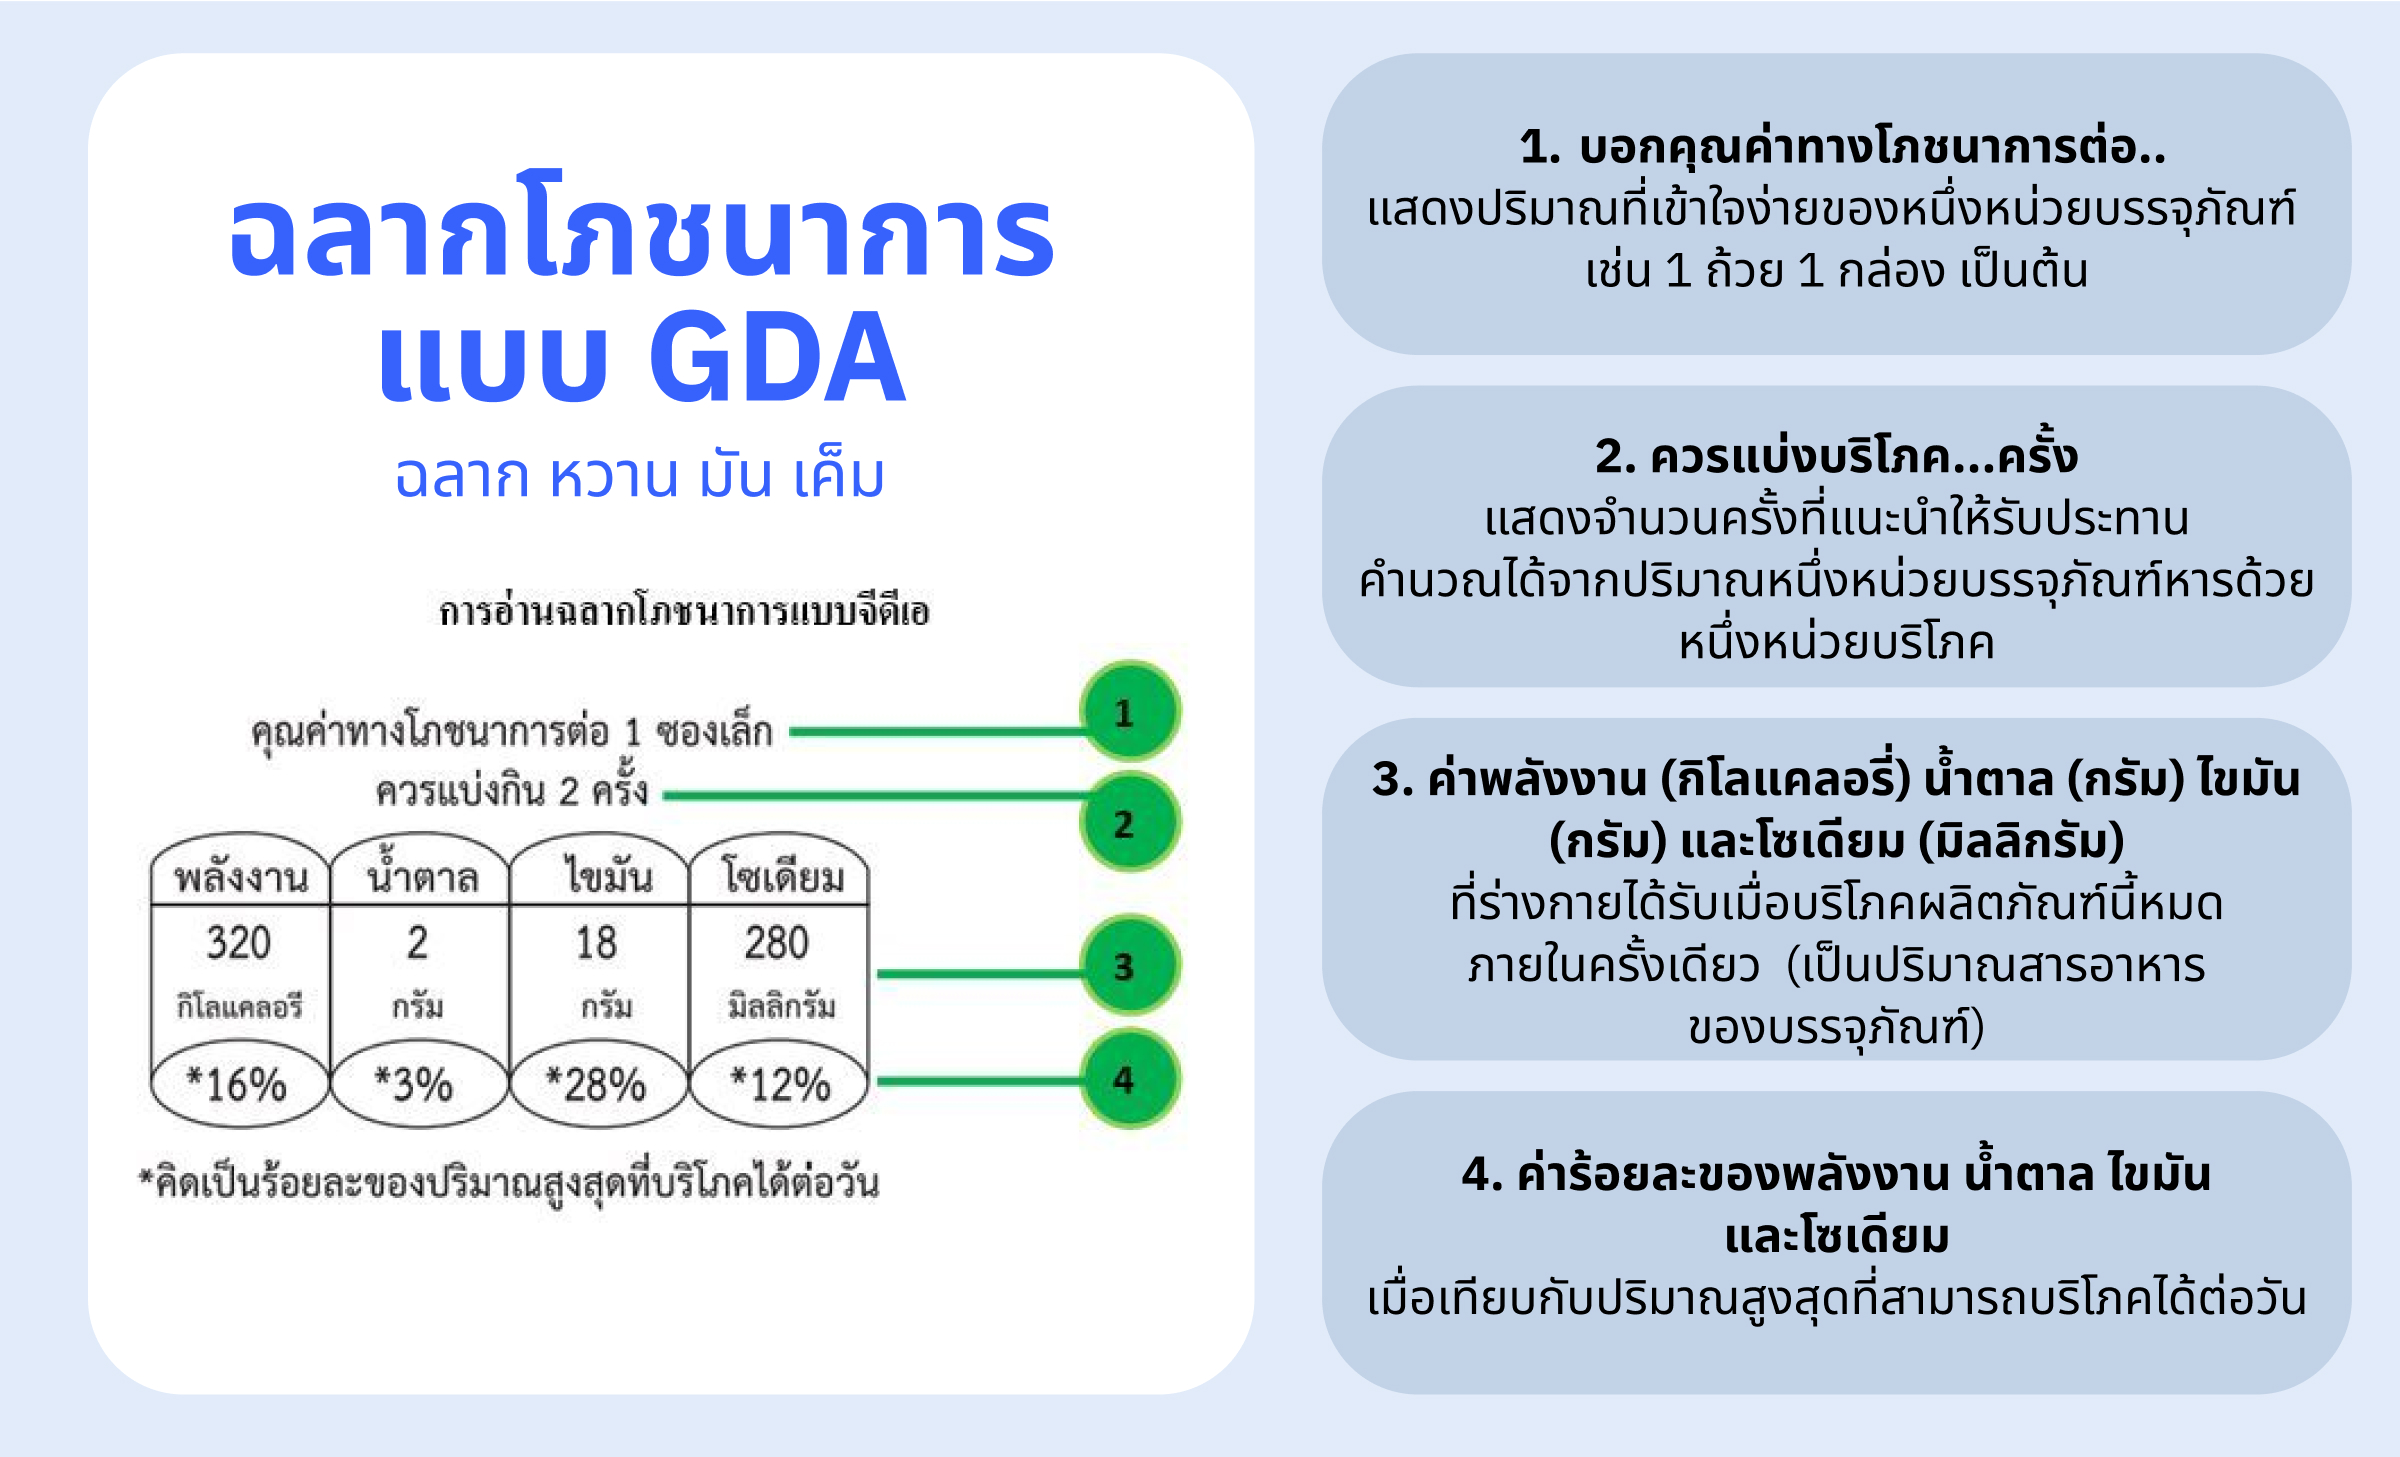 ฉลากโภชนาการ
แบบ GDA
ฉลาก หวาน มัน เค็ม
การอ่านฉลากโภชนาการแบบจีดีเอ
คุณค่าทางโภชนาการต่อ 1 ซองเล็ก
1
ควรแบ่งกิน 2 ครั้ง
2
พลังงาน น้ำตาล ไขมัน โซเดียม
320 2 18 280
กิโลแคลอรี กรัม กรัม มิลลิกรัม
3
*16% *3% *28% *12%
4
*คิดเป็นร้อยละของปริมาณสูงสุดที่บริโภคได้ต่อวัน
1. บอกคุณค่าทางโภชนาการต่อ..
แสดงปริมาณที่เข้าใจง่ายของหนึ่งหน่วยบรรจุภัณฑ์
เช่น 1 ถ้วย 1 กล่อง เป็นต้น
2. ควรแบ่งบริโภค...ครั้ง
แสดงจำนวนครั้งที่แนะนำให้รับประทาน
คำนวณได้จากปริมาณหนึ่งหน่วยบรรจุภัณฑ์หารด้วย
หนึ่งหน่วยบริโภค
3. ค่าพลังงาน (กิโลแคลอรี่) น้ำตาล (กรัม) ไขมัน
(กรัม) และโซเดียม (มิลลิกรัม)
ที่ร่างกายได้รับเมื่อบริโภคผลิตภัณฑ์นี้หมด
ภายในครั้งเดียว (เป็นปริมาณสารอาหาร
ของบรรจุภัณฑ์)
4. ค่าร้อยละของพลังงาน น้ำตาล ไขมัน
และโซเดียม
เมื่อเทียบกับปริมาณสูงสุดที่สามารถบริโภคได้ต่อวัน